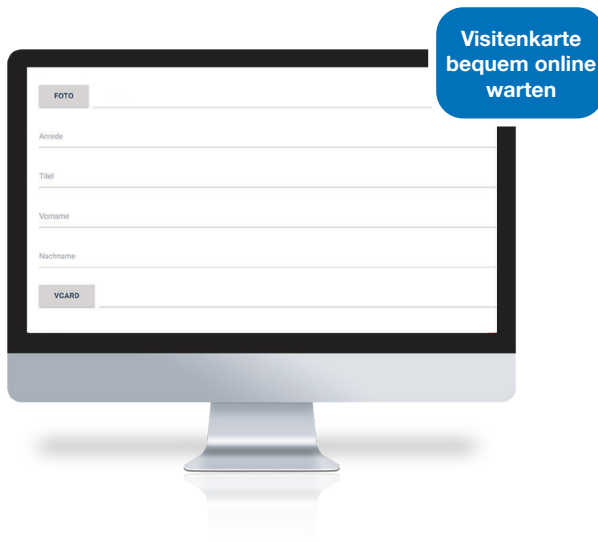 Visitenkarte
bequem online
warten
FOTO
Anrede
Titel
Vorname
Nachname
VCARD